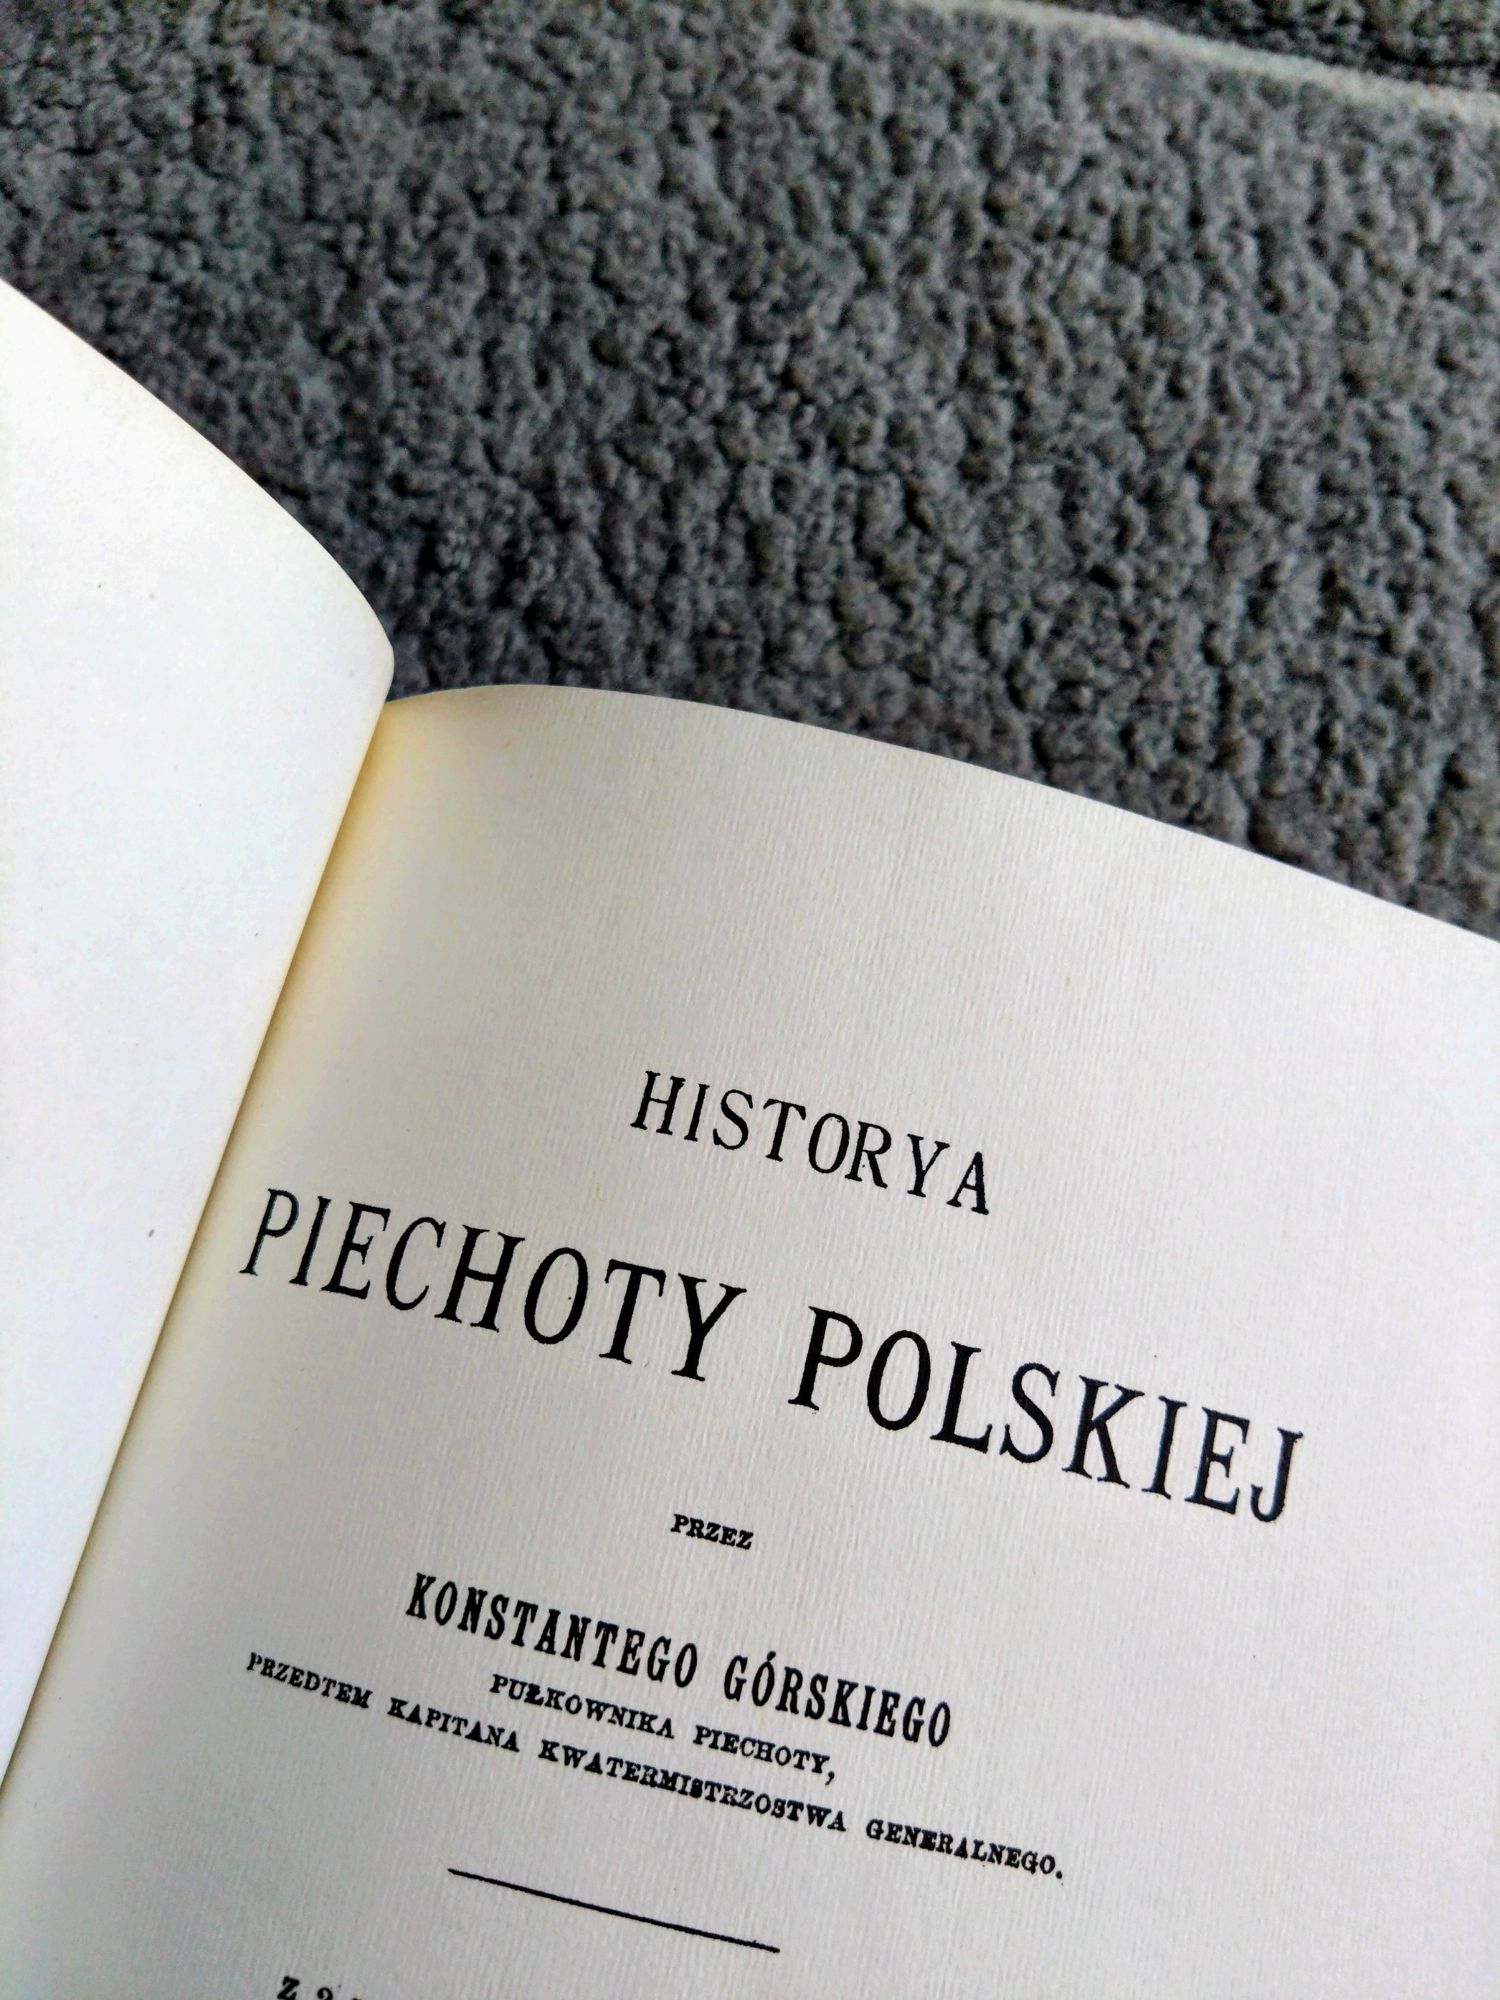 HISTORYA
PIECHOTY POLSKIEJ
PRZEZ
KONSTANTEGO GÓRSKIEGO
PUŁKOWNIKA PIECHOTY,
PRZEDTEM KAPITANA KWATERMISTRZOSTWA GENERALNEGO.
Z